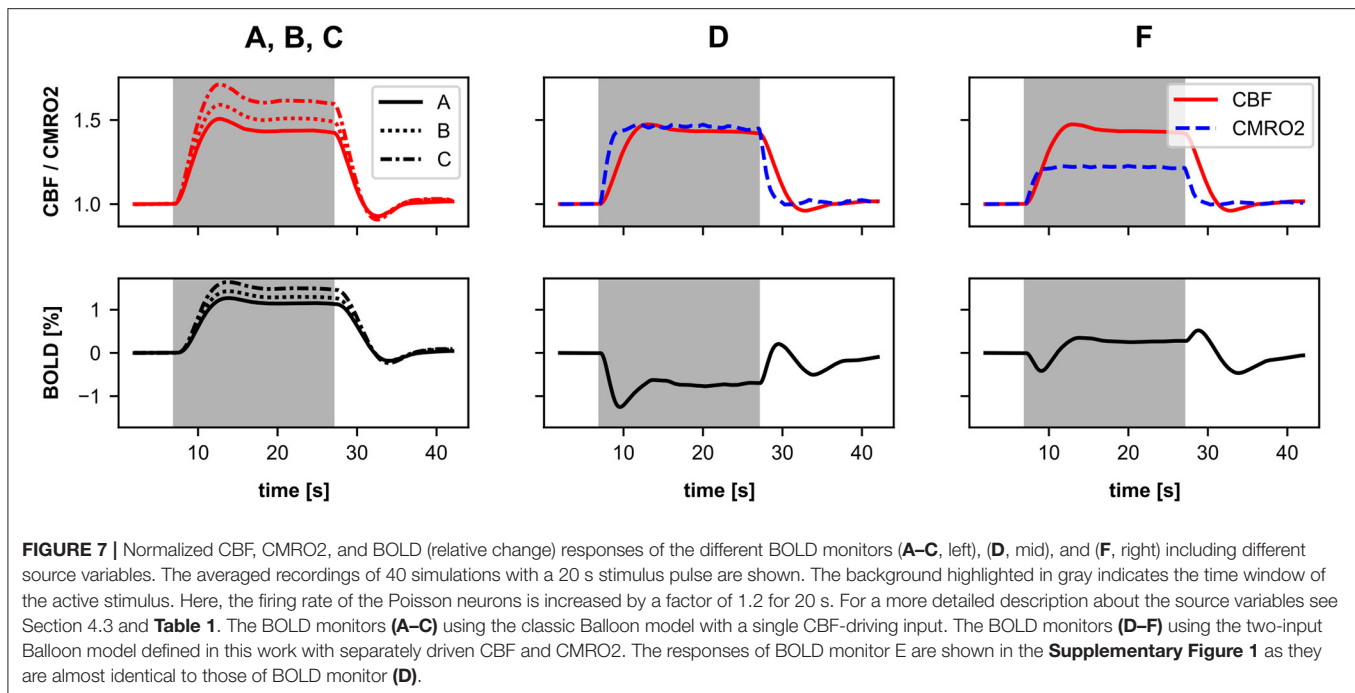 A, B, C
D
F
CBF / CMRO2
1.5
1.0
A
B
C
CBF
CMRO2
BOLD [%]
1
0
−1
10
20
30
40
10
20
30
40
10
20
30
40
time [s]
time [s]
time [s]
FIGURE 7 | Normalized CBF, CMRO2, and BOLD (relative change) responses of the different BOLD monitors (A–C, left), (D, mid), and (F, right) including different
source variables. The averaged recordings of 40 simulations with a 20 s stimulus pulse are shown. The background highlighted in gray indicates the time window of
the active stimulus. Here, the firing rate of the Poisson neurons is increased by a factor of 1.2 for 20 s. For a more detailed description about the source variables see
Section 4.3 and Table 1. The BOLD monitors (A–C) using the classic Balloon model with a single CBF-driving input. The BOLD monitors (D–F) using the two-input
Balloon model defined in this work with separately driven CBF and CMRO2. The responses of BOLD monitor E are shown in the Supplementary Figure 1 as they
are almost identical to those of BOLD monitor (D).